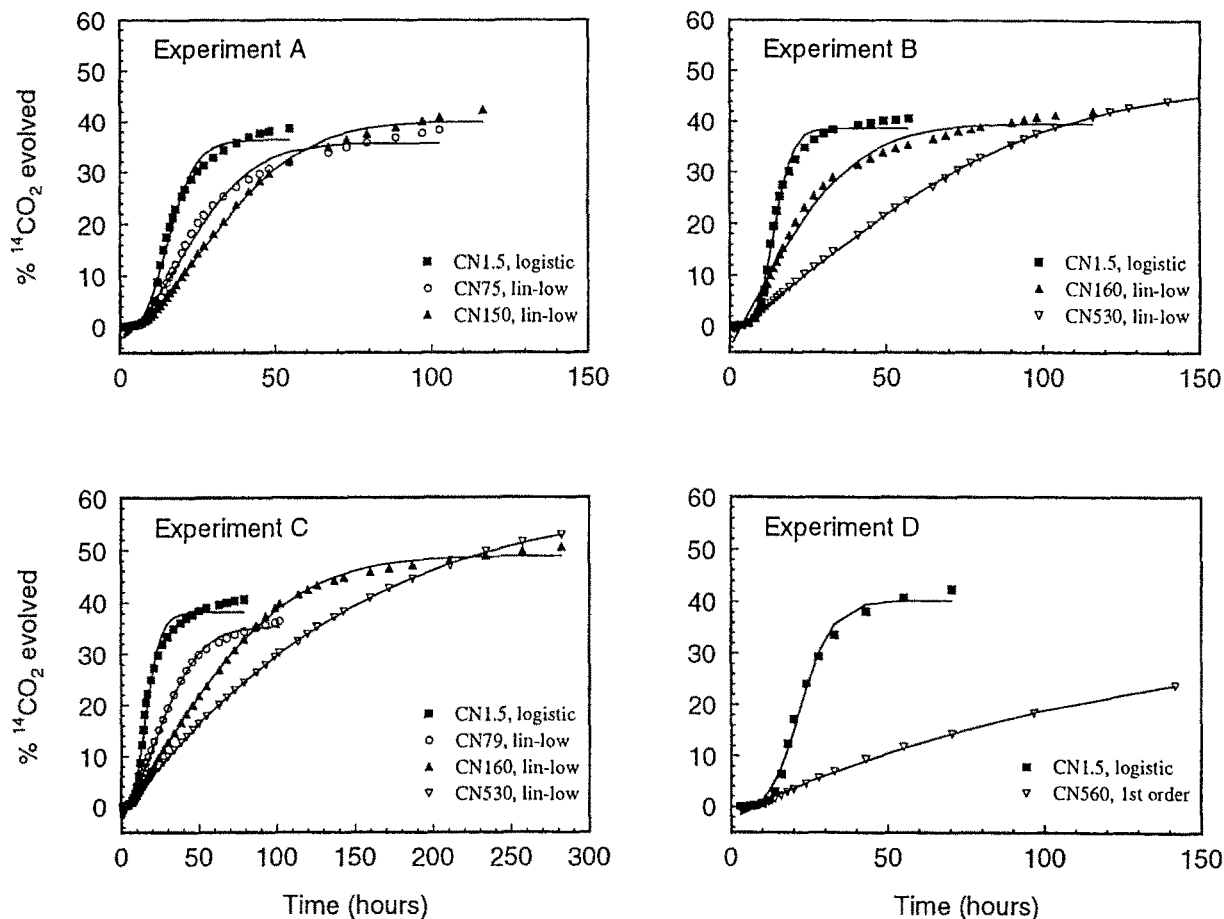 Experiment A
% ¹⁴CO₂ evolved
60
50
40
30
20
10
0
CN1.5, logistic
CN75, lin-low
CN150, lin-low
0 50 100 150
Experiment B
60
50
40
30
20
10
0
CN1.5, logistic
CN160, lin-low
CN530, lin-low
0 50 100 150
Experiment C
% ¹⁴CO₂ evolved
60
50
40
30
20
10
0
CN1.5, logistic
CN79, lin-low
CN160, lin-low
CN530, lin-low
0 50 100 150 200 250 300
Time (hours)
Experiment D
60
50
40
30
20
10
0
CN1.5, logistic
CN560, 1st order
0 50 100 150
Time (hours)